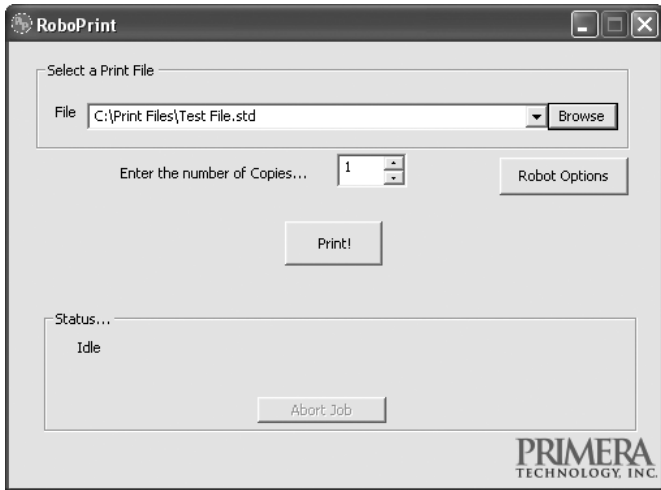 RoboPrint
Select a Print File
File C:\Print Files\Test File.std Browse
Enter the number of Copies... 1 Robot Options
Print!
Status...
Idle
Abort Job
PRIMERA
TECHNOLOGY, INC.